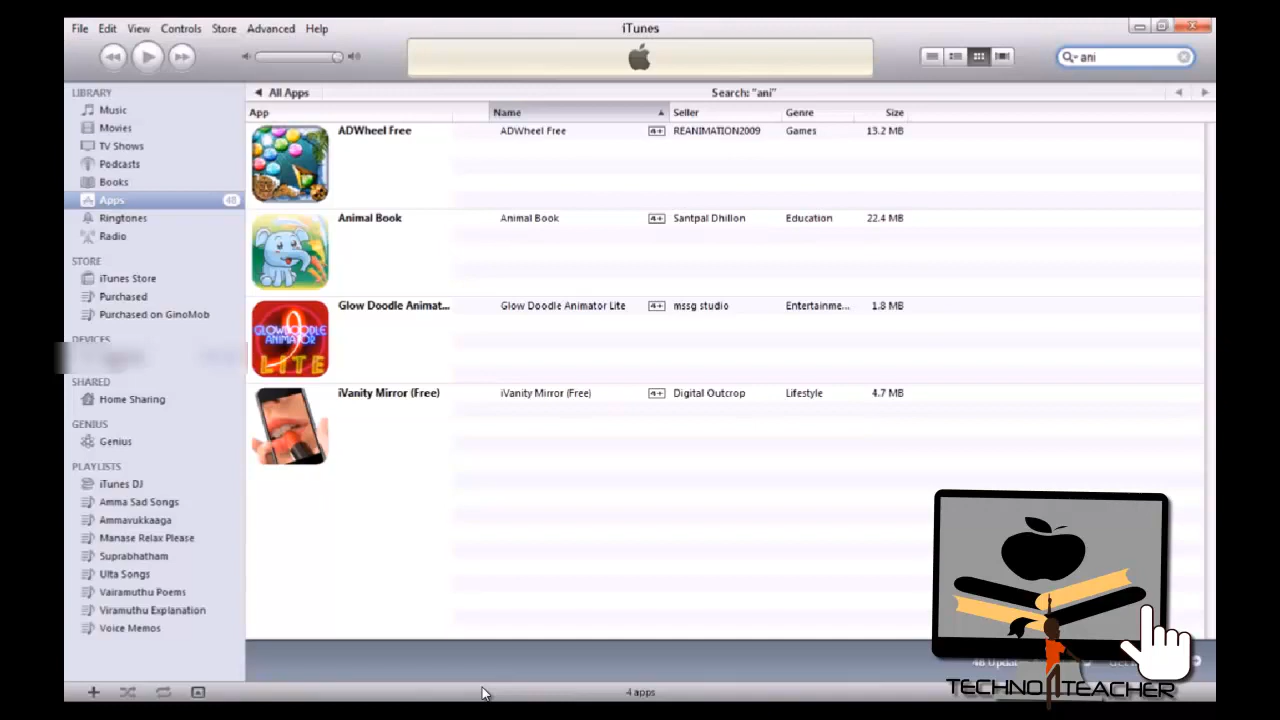 File Edit View Controls Store Advanced Help
iTunes
ani
LIBRARY
Music
Movies
TV Shows
Podcasts
Books
Apps 48
Ringtones
Radio
STORE
iTunes Store
Purchased
Purchased on GinoMob
DEVICES
SHARED
Home Sharing
GENIUS
Genius
PLAYLISTS
iTunes DJ
Amma Sad Songs
Ammavukkaaga
Manase Relax Please
Suprabhatham
Ulta Songs
Vairamuthu Poems
Viramuthu Explanation
Voice Memos
All Apps Search: "ani"
App Name Seller Genre Size
ADWheel Free ADWheel Free 4+ REANIMATION2009 Games 13.2 MB
Animal Book Animal Book 4+ Santpal Dhillon Education 22.4 MB
Glow Doodle Animat... Glow Doodle Animator Lite 4+ mssg studio Entertainme... 1.8 MB
GLOW DOODLE
ANIMATOR
LITE
iVanity Mirror (Free) iVanity Mirror (Free) 4+ Digital Outcrop Lifestyle 4.7 MB
4 apps
TECHNO TEACHER